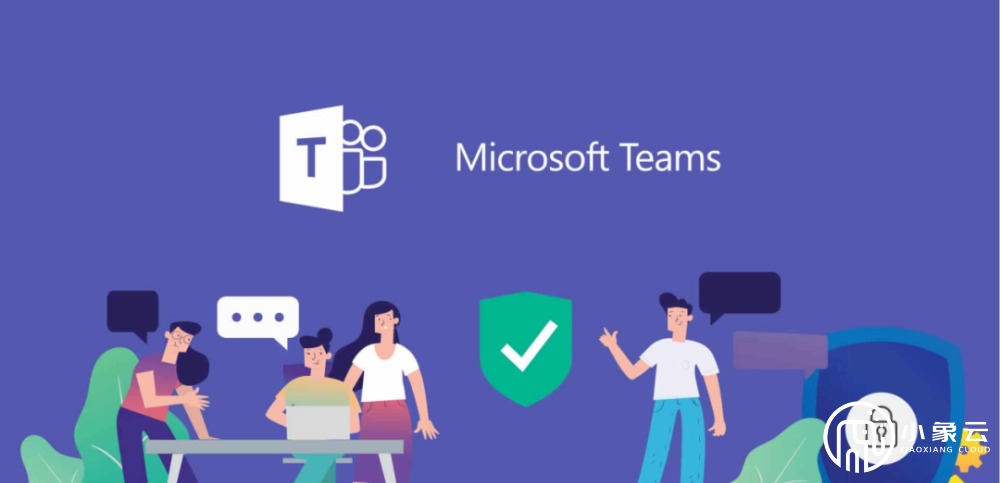 T
Microsoft Teams
小象云
XIAOXIANG CLOUD